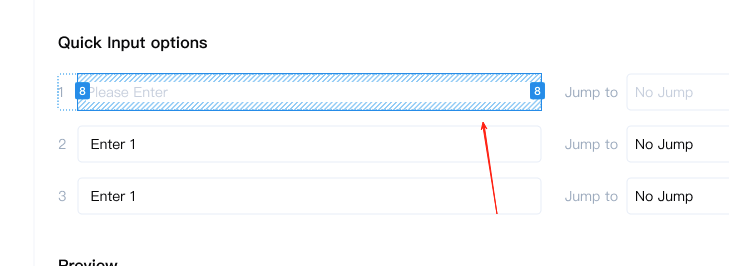 Quick Input options
1 8 Please Enter 8 Jump to No Jump
2 Enter 1 Jump to No Jump
3 Enter 1 Jump to No Jump
Preview